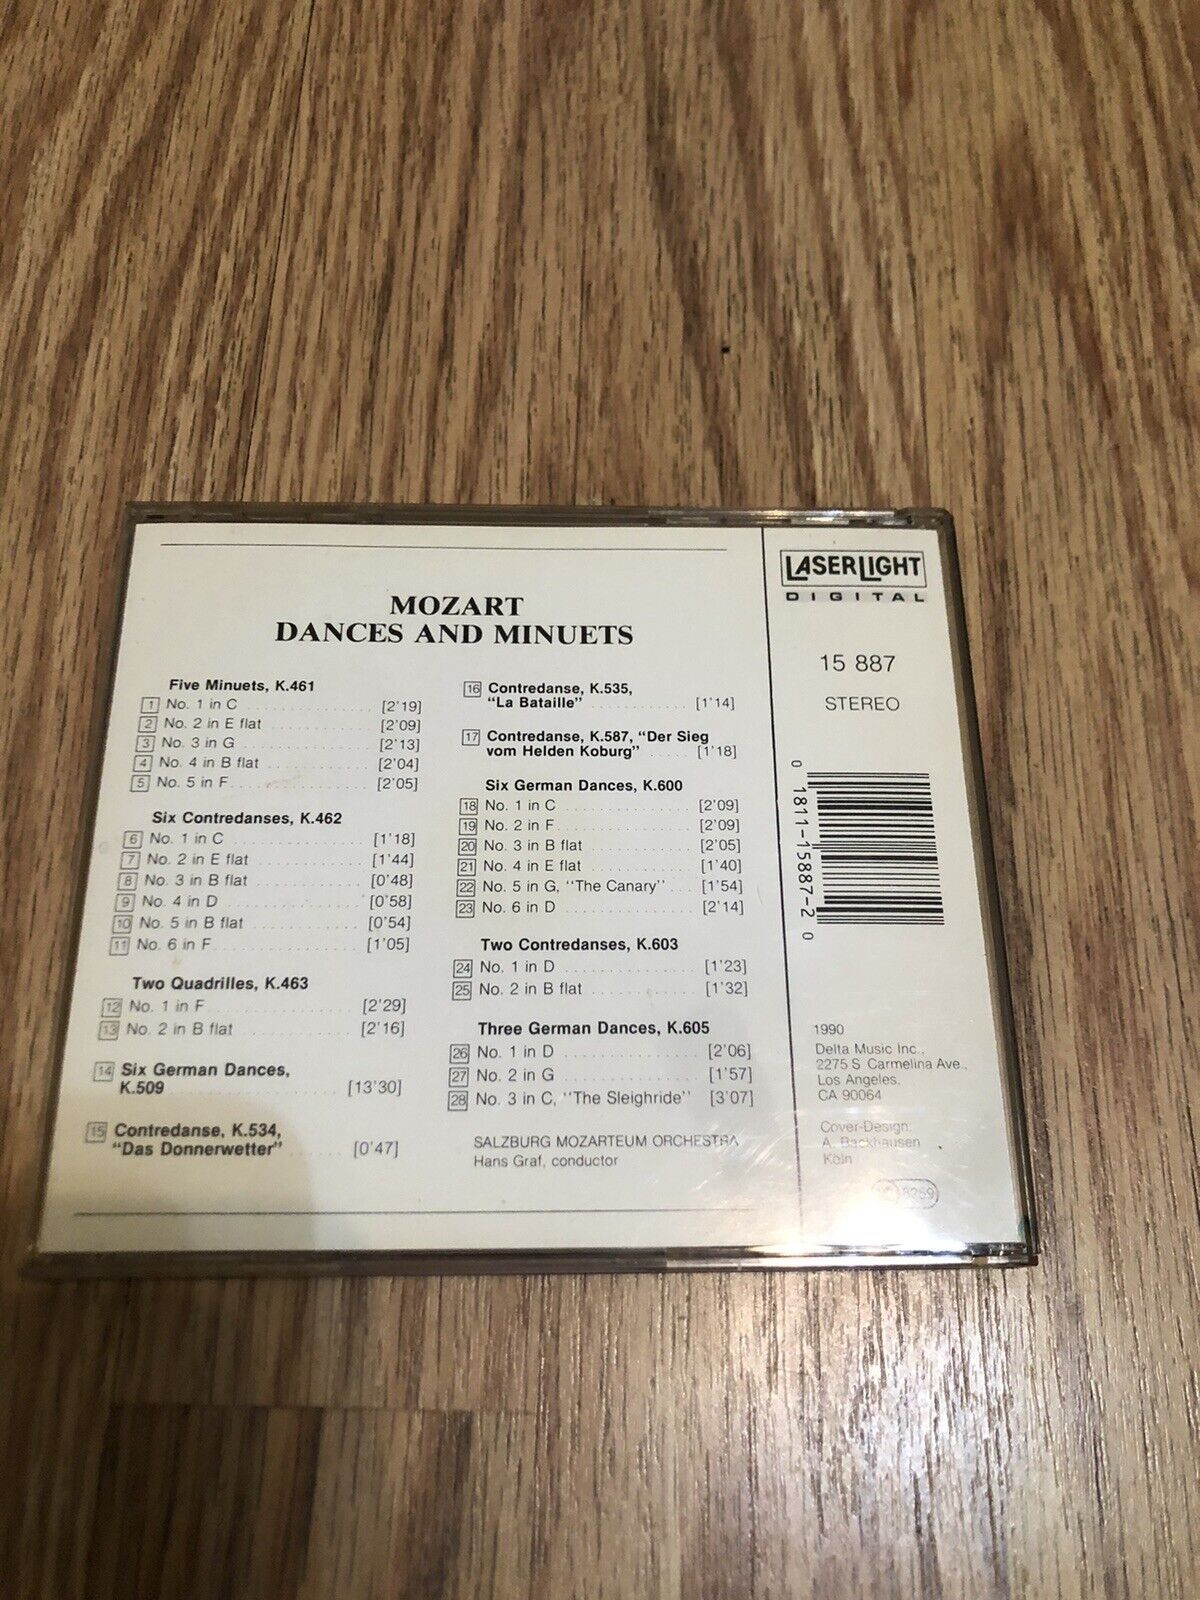 MOZART
DANCES AND MINUETS
Five Minuets, K.461
1 No. 1 in C [2'19]
2 No. 2 in E flat [2'09]
3 No. 3 in G [2'13]
4 No. 4 in B flat [2'04]
5 No. 5 in F [2'05]
Six Contredanses, K.462
6 No. 1 in C [1'18]
7 No. 2 in E flat [1'44]
8 No. 3 in B flat [0'48]
9 No. 4 in D [0'58]
10 No. 5 in B flat [0'54]
11 No. 6 in F [1'05]
Two Quadrilles, K.463
12 No. 1 in F [2'29]
13 No. 2 in B flat [2'16]
14 Six German Dances,
K.509 [13'30]
15 Contredanse, K.534,
"Das Donnerwetter" [0'47]
16 Contredanse, K.535,
"La Bataille" [1'14]
17 Contredanse, K.587, "Der Sieg
vom Helden Koburg" [1'18]
Six German Dances, K.600
18 No. 1 in C [2'09]
19 No. 2 in F [2'09]
20 No. 3 in B flat [2'05]
21 No. 4 in E flat [1'40]
22 No. 5 in G, "The Canary" [1'54]
23 No. 6 in D [2'14]
Two Contredanses, K.603
24 No. 1 in D [1'23]
25 No. 2 in B flat [1'32]
Three German Dances, K.605
26 No. 1 in D [2'06]
27 No. 2 in G [1'57]
28 No. 3 in C, "The Sleighride" [3'07]
SALZBURG MOZARTEUM ORCHESTRA
Hans Graf, conductor
LASERLIGHT
DIGITAL
15 887
STEREO
0 1811-15887-2 0
1990
Delta Music Inc.,
2275 S. Carmelina Ave.,
Los Angeles,
CA 90064
Cover-Design:
A. Backhausen
Köln
8259